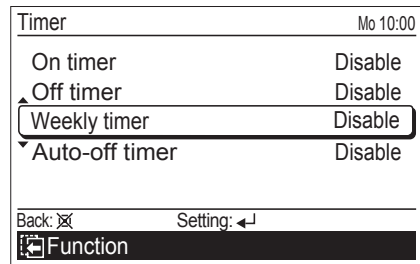 Timer Mo 10:00
On timer Disable
Off timer Disable
Weekly timer Disable
Auto-off timer Disable
Back: Setting:
Function